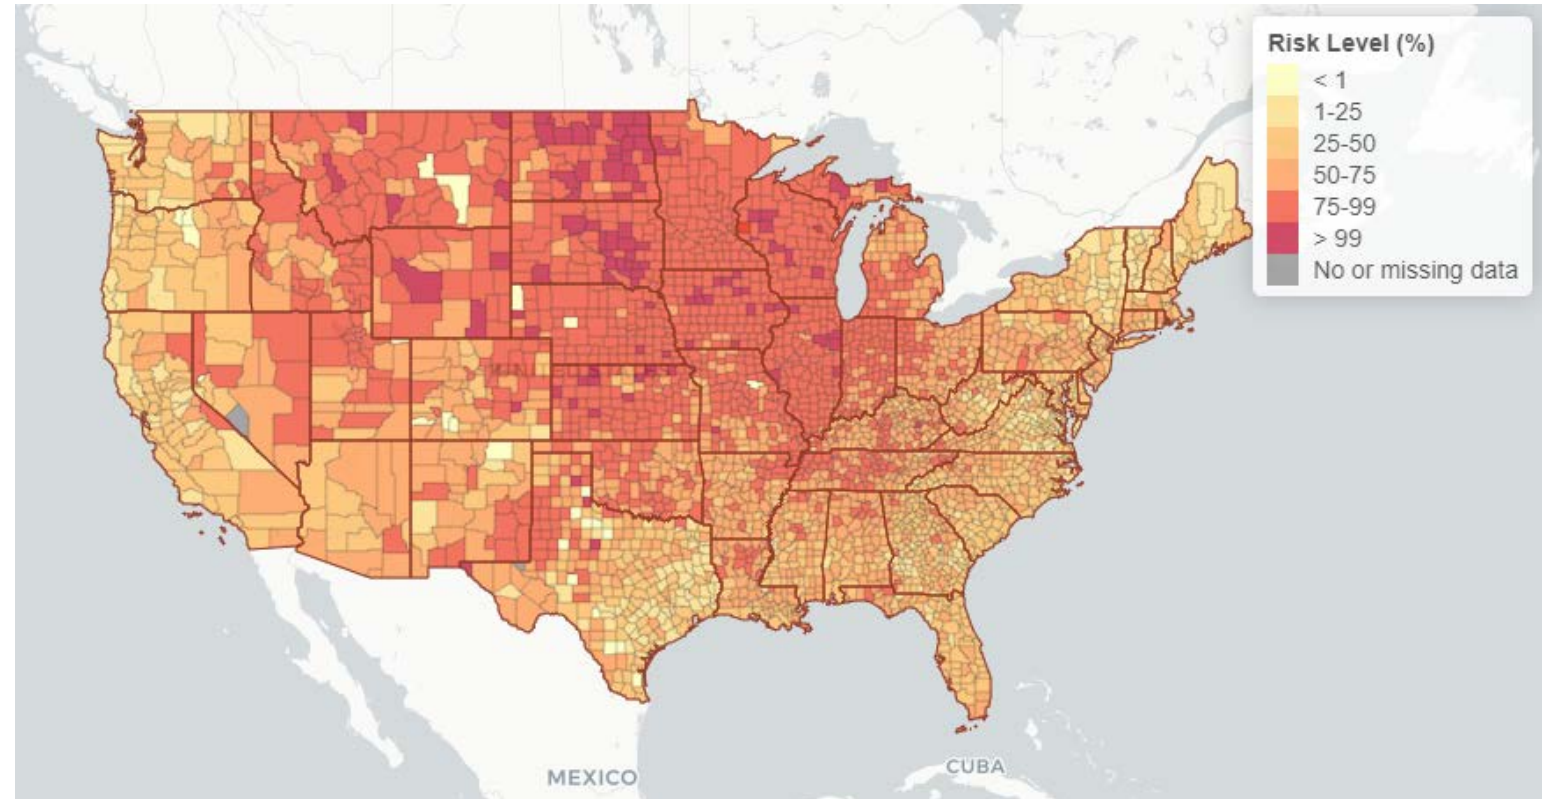 Risk Level (%)
< 1
1-25
25-50
50-75
75-99
> 99
No or missing data
MEXICO
CUBA